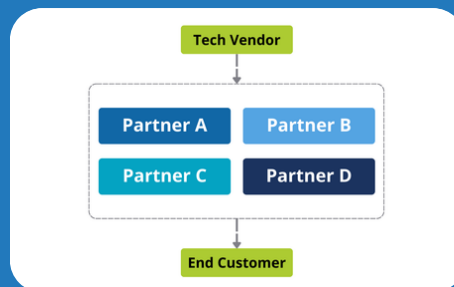 Tech Vendor
Partner A
Partner B
Partner C
Partner D
End Customer